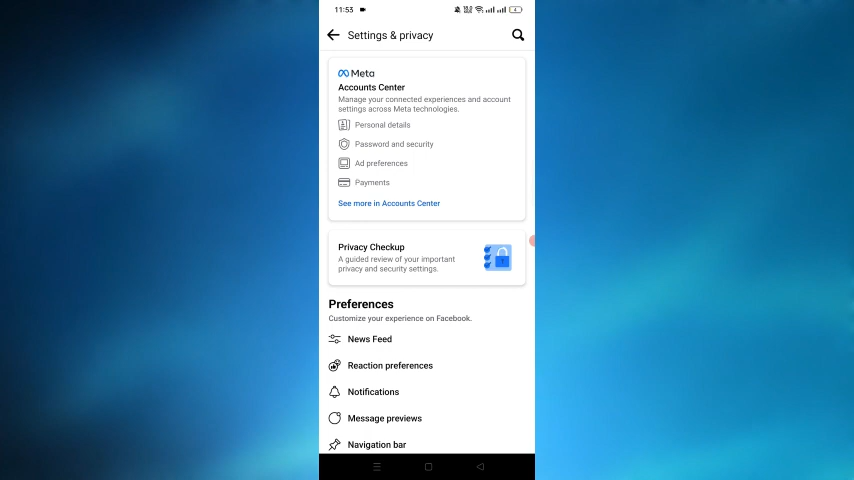 11:53
Settings & privacy
Meta
Accounts Center
Manage your connected experiences and account
settings across Meta technologies.
Personal details
Password and security
Ad preferences
Payments
See more in Accounts Center
Privacy Checkup
A guided review of your important
privacy and security settings.
Preferences
Customize your experience on Facebook.
News Feed
Reaction preferences
Notifications
Message previews
Navigation bar